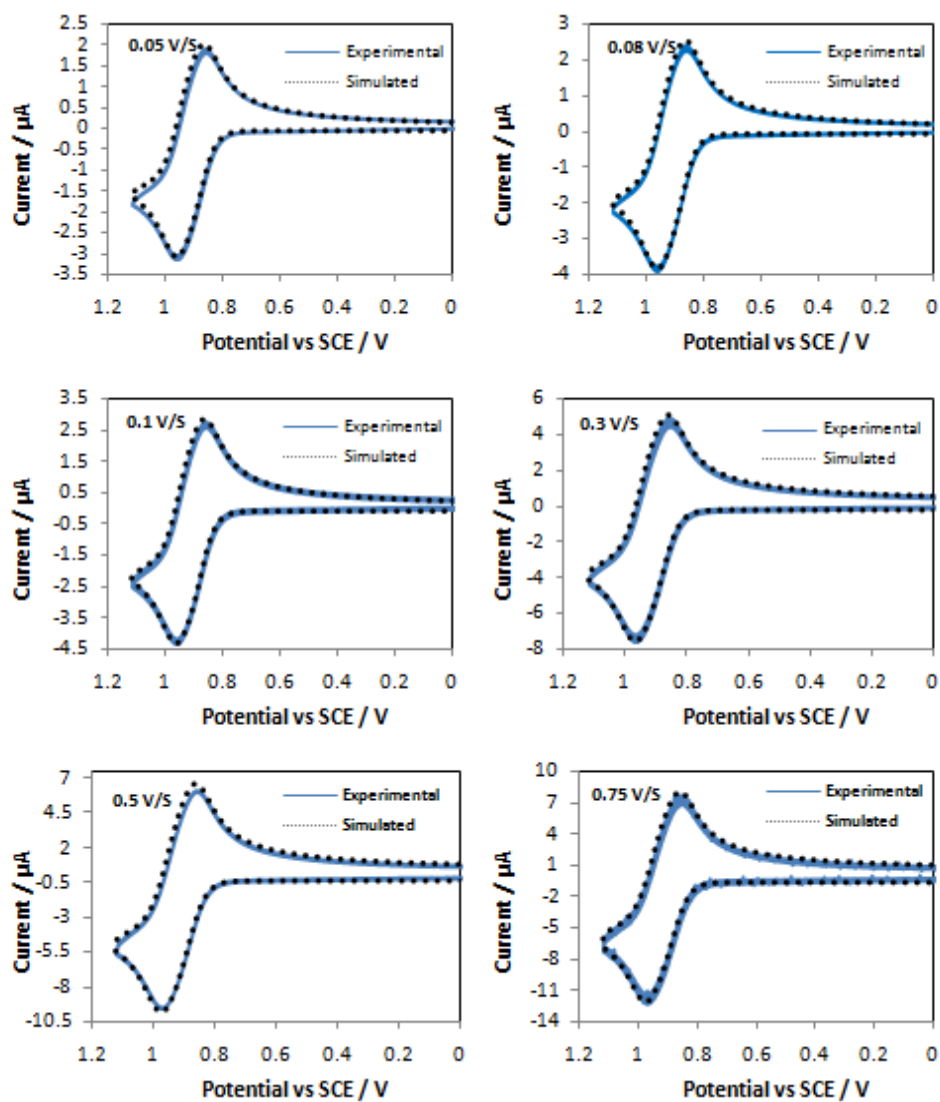 0.05 V/S
Experimental
Simulated
2.5
2
1.5
1
0.5
0
-0.5
-1
-1.5
-2
-2.5
-3
-3.5
Current / µA
1.2 1 0.8 0.6 0.4 0.2 0
Potential vs SCE / V
0.08 V/S
Experimental
Simulated
3
2
1
0
-1
-2
-3
-4
Current / µA
1.2 1 0.8 0.6 0.4 0.2 0
Potential vs SCE / V
0.1 V/S
Experimental
Simulated
3.5
2.5
1.5
0.5
-0.5
-1.5
-2.5
-3.5
-4.5
Current / µA
1.2 1 0.8 0.6 0.4 0.2 0
Potential vs SCE / V
0.3 V/S
Experimental
Simulated
6
4
2
0
-2
-4
-6
-8
Current / µA
1.2 1 0.8 0.6 0.4 0.2 0
Potential vs SCE / V
0.5 V/S
Experimental
Simulated
7
4.5
2
-0.5
-3
-5.5
-8
-10.5
Current / µA
1.2 1 0.8 0.6 0.4 0.2 0
Potential vs SCE / V
0.75 V/S
Experimental
Simulated
10
7
4
1
-2
-5
-8
-11
-14
Current / µA
1.2 1 0.8 0.6 0.4 0.2 0
Potential vs SCE / V